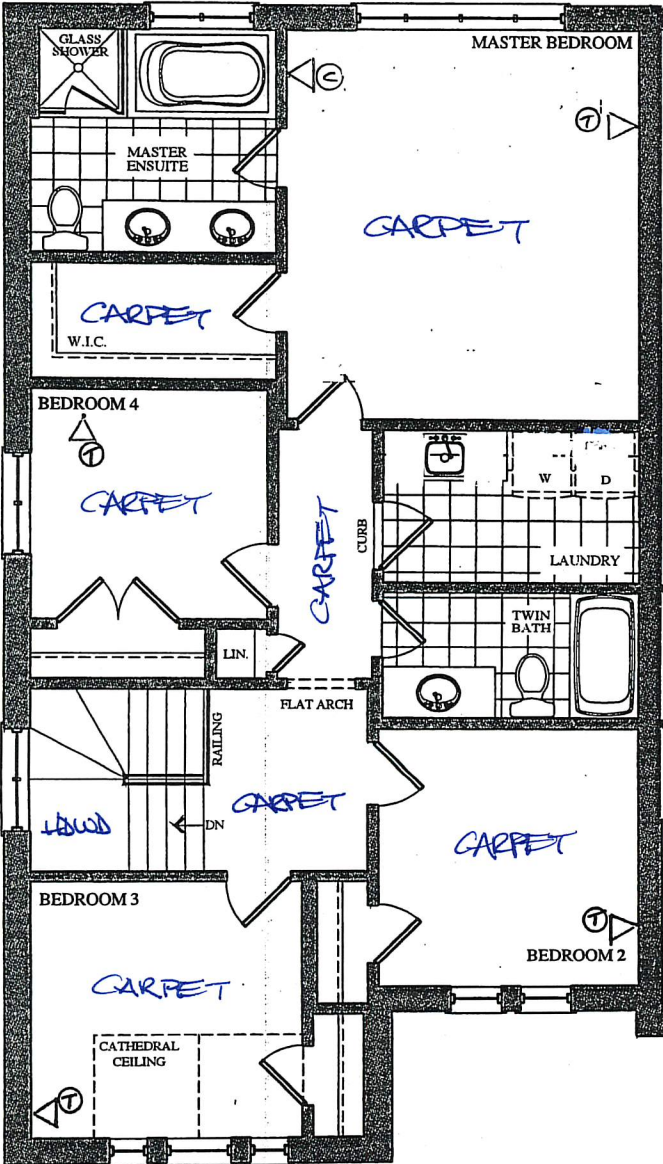 GLASS
SHOWER
MASTER BEDROOM
C
T
MASTER
ENSUITE
CARPET
CARPET
W.I.C.
BEDROOM 4
T
CARPET
W
D
CARPET
CURB
LAUNDRY
TWIN
BATH
LIN.
FLAT ARCH
RAILING
CARPET
HDWD
DN
CARPET
BEDROOM 3
T
BEDROOM 2
CARPET
CATHEDRAL
CEILING
T